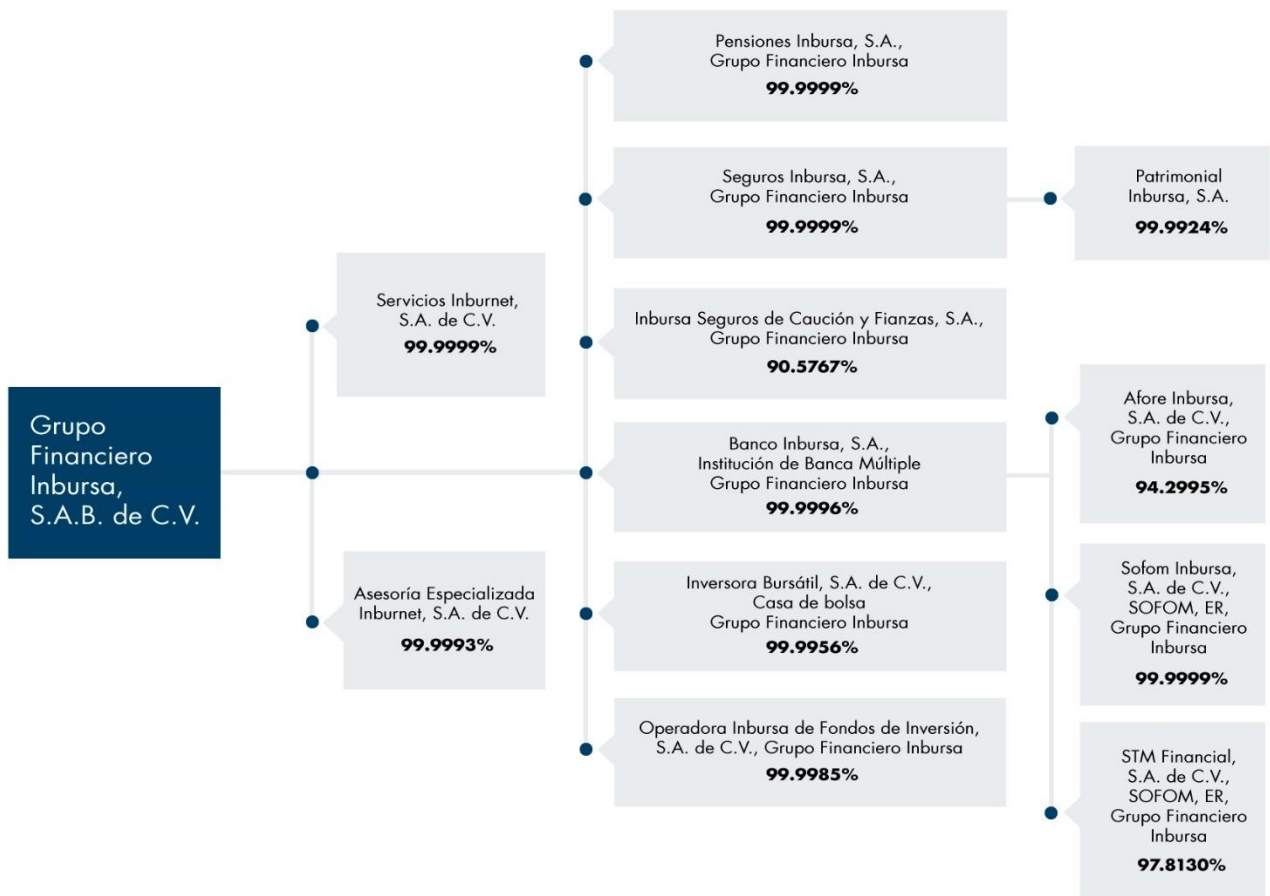 Grupo
Financiero
Inbursa,
S.A.B. de C.V.
Servicios Inburnet,
S.A. de C.V.
99.9999%
Asesoría Especializada
Inburnet, S.A. de C.V.
99.9993%
Pensiones Inbursa, S.A.,
Grupo Financiero Inbursa
99.9999%
Seguros Inbursa, S.A.,
Grupo Financiero Inbursa
99.9999%
Inbursa Seguros de Caución y Fianzas, S.A.,
Grupo Financiero Inbursa
90.5767%
Banco Inbursa, S.A.,
Institución de Banca Múltiple
Grupo Financiero Inbursa
99.9996%
Inversora Bursátil, S.A. de C.V.,
Casa de bolsa
Grupo Financiero Inbursa
99.9956%
Operadora Inbursa de Fondos de Inversión,
S.A. de C.V., Grupo Financiero Inbursa
99.9985%
Patrimonial
Inbursa, S.A.
99.9924%
Afore Inbursa,
S.A. de C.V.,
Grupo Financiero
Inbursa
94.2995%
Sofom Inbursa,
S.A. de C.V.,
SOFOM, ER,
Grupo Financiero
Inbursa
99.9999%
STM Financial,
S.A. de C.V.,
SOFOM, ER,
Grupo Financiero
Inbursa
97.8130%